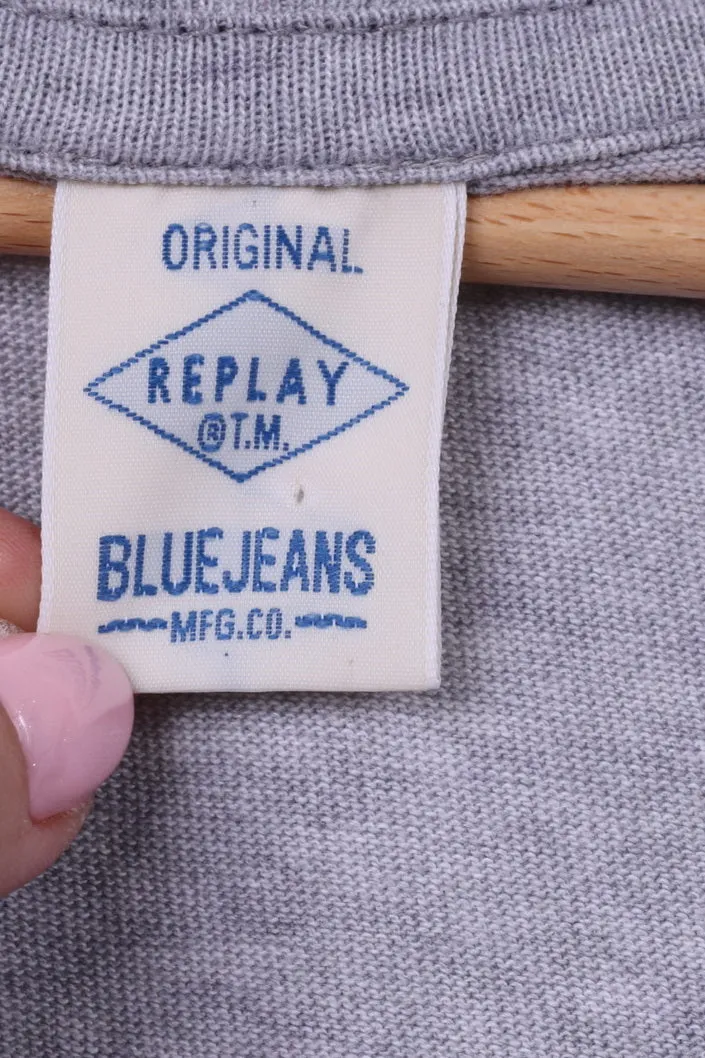 ORIGINAL
REPLAY
®T.M.
BLUEJEANS
MFG.CO.